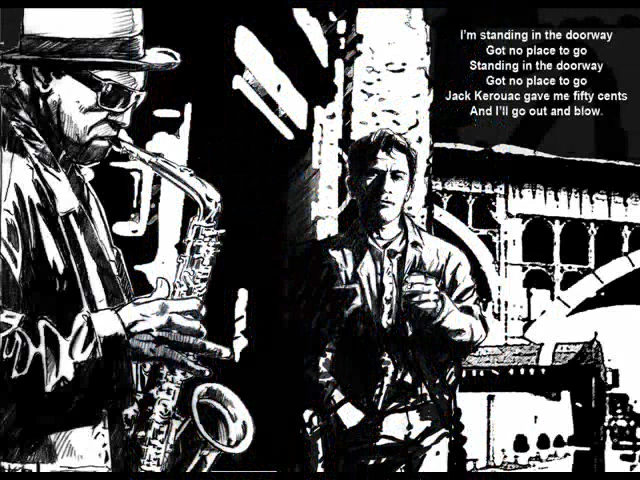 I'm standing in the doorway
Got no place to go
Standing in the doorway
Got no place to go
Jack Kerouac gave me fifty cents
And I'll go out and blow.